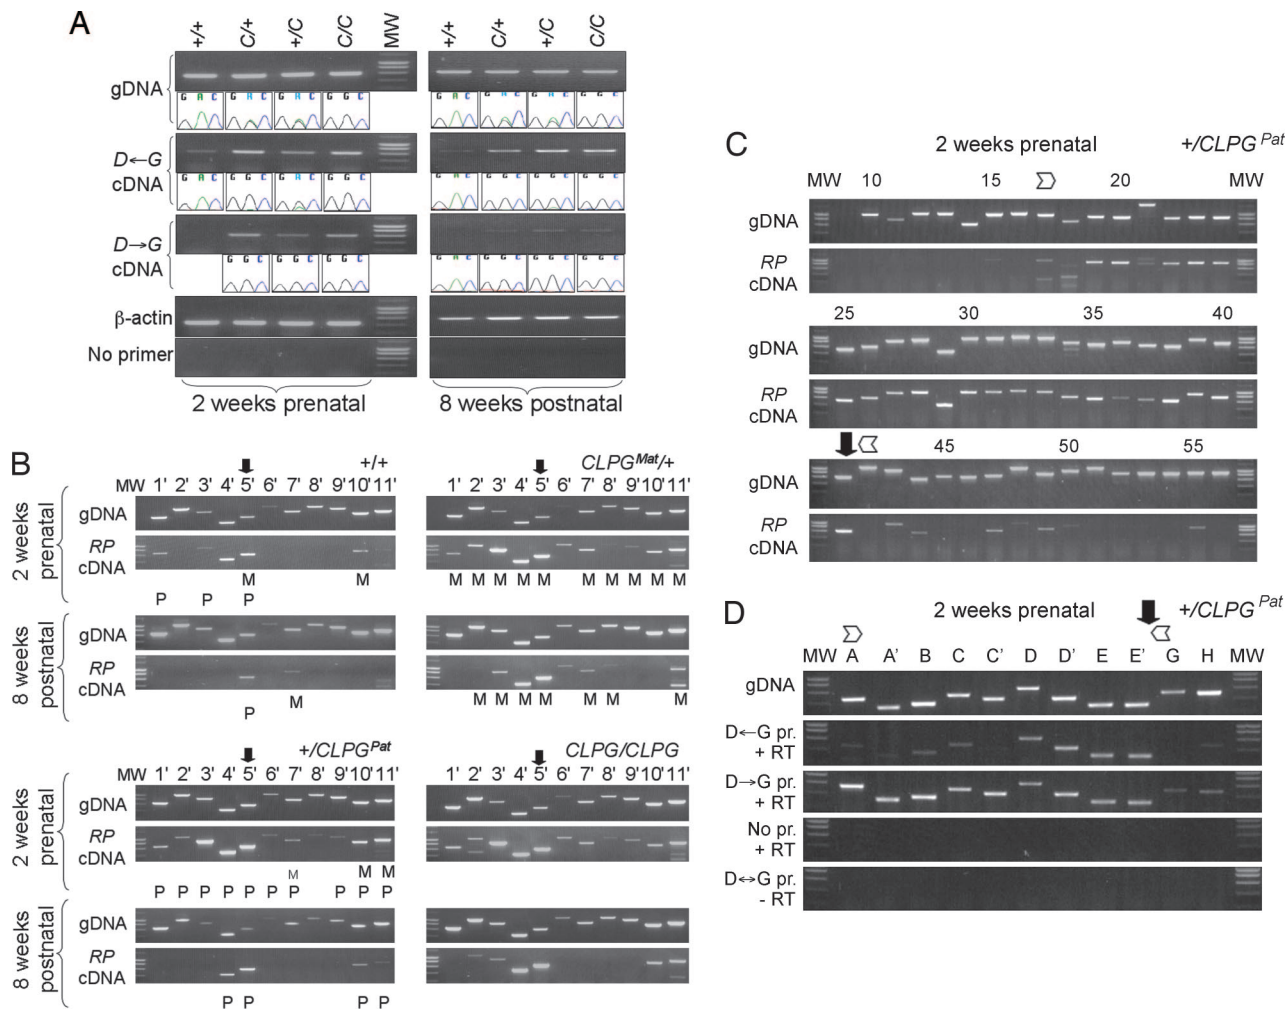 A
+/+ C/+ +/C C/C MW +/+ C/+ +/C C/C
gDNA
G A C G A C G A C G G C G A C G A C G A C G G C
D←G
cDNA
G A C G G C G A C G G C G A C G G C G G C G G C
D→G
cDNA
G G C G G C G G C G A C G G C G G C G G C
β-actin
No primer
2 weeks prenatal 8 weeks postnatal
B
+/+ CLPG^Mat/+
MW 1' 2' 3' 4' 5' 6' 7' 8' 9' 10' 11' 1' 2' 3' 4' 5' 6' 7' 8' 9' 10' 11'
2 weeks prenatal
gDNA
RP
cDNA
M M M M M M M M M M M M
P P P
8 weeks postnatal
gDNA
RP
cDNA
M M M M M M M M
P
+/CLPG^Pat CLPG/CLPG
MW 1' 2' 3' 4' 5' 6' 7' 8' 9' 10' 11' 1' 2' 3' 4' 5' 6' 7' 8' 9' 10' 11'
2 weeks prenatal
gDNA
RP
cDNA
M M M
P P P P P P P P P P
8 weeks postnatal
gDNA
RP
cDNA
P P P P
C
2 weeks prenatal +/CLPG^Pat
MW 10 15 20 MW
gDNA
RP
cDNA
25 30 35 40
gDNA
RP
cDNA
45 50 55
gDNA
RP
cDNA
D
2 weeks prenatal +/CLPG^Pat
MW A A' B C C' D D' E E' G H MW
gDNA
D←G pr.
+ RT
D→G pr.
+ RT
No pr.
+ RT
D↔G pr.
- RT